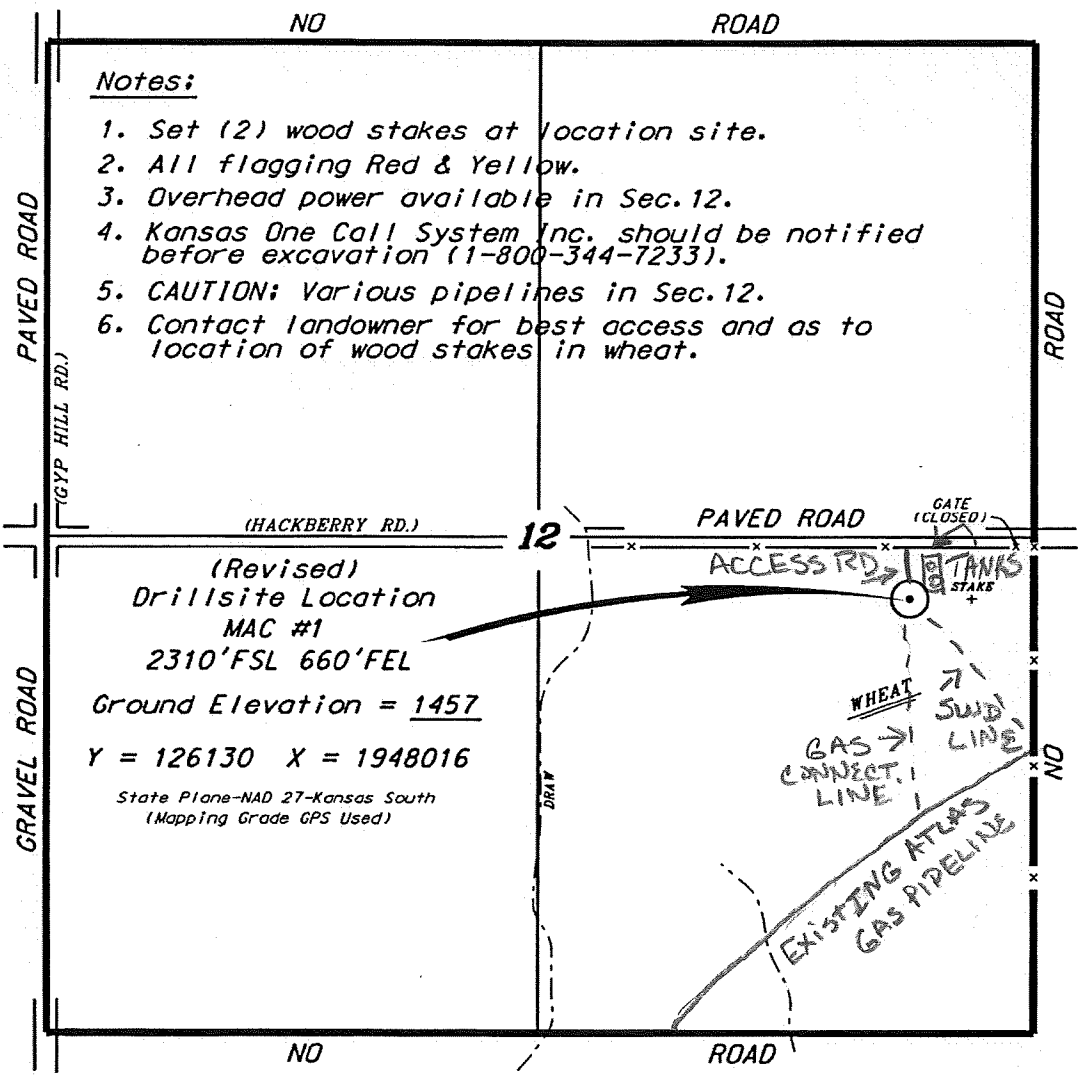 NO ROAD
Notes:
1. Set (2) wood stakes at location site.
2. All flagging Red & Yellow.
3. Overhead power available in Sec.12.
4. Kansas One Call System Inc. should be notified
before excavation (1-800-344-7233).
5. CAUTION: Various pipelines in Sec.12.
6. Contact landowner for best access and as to
location of wood stakes in wheat.
PAVED ROAD
(GYP HILL RD.)
ROAD
(HACKBERRY RD.)
12
PAVED ROAD
GATE
(CLOSED)
ACCESS RD
TANKS
STAKE
(Revised)
Drillsite Location
MAC #1
2310'FSL 660'FEL
Ground Elevation = 1457
Y = 126130 X = 1948016
State Plane-NAD 27-Kansas South
(Mapping Grade GPS Used)
GRAVEL ROAD
DRAW
WHEAT
SWD
LINE
GAS
CONNECT.
LINE
NO
EXISTING ATLAS
GAS PIPELINE
NO ROAD